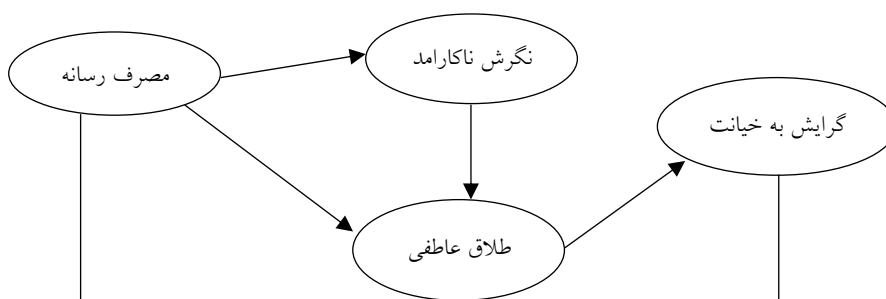 نگرش ناکارامد
مصرف رسانه
گرایش به خیانت
طلاق عاطفی